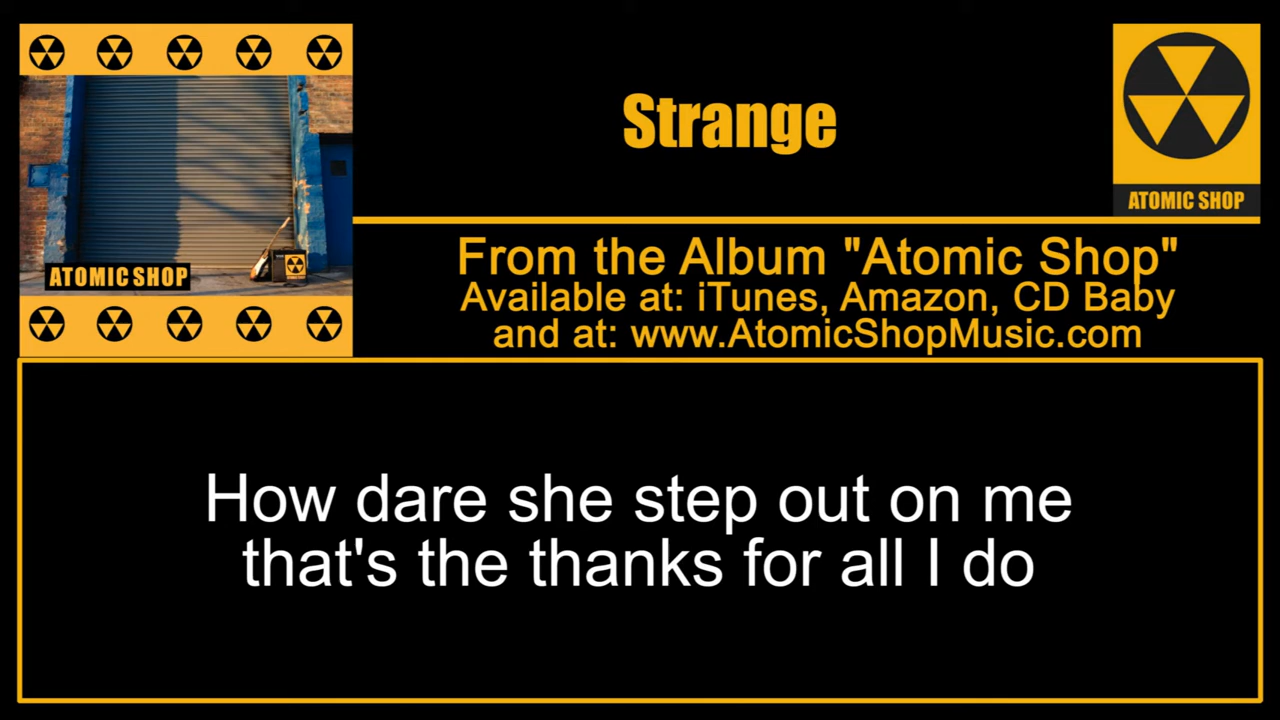 Strange
ATOMIC SHOP
From the Album "Atomic Shop"
Available at: iTunes, Amazon, CD Baby
and at: www.AtomicShopMusic.com
ATOMIC SHOP
How dare she step out on me
that's the thanks for all I do